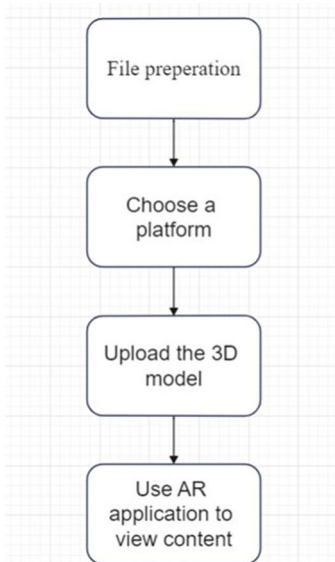 File preperation
Choose a
platform
Upload the 3D
model
Use AR
application to
view content